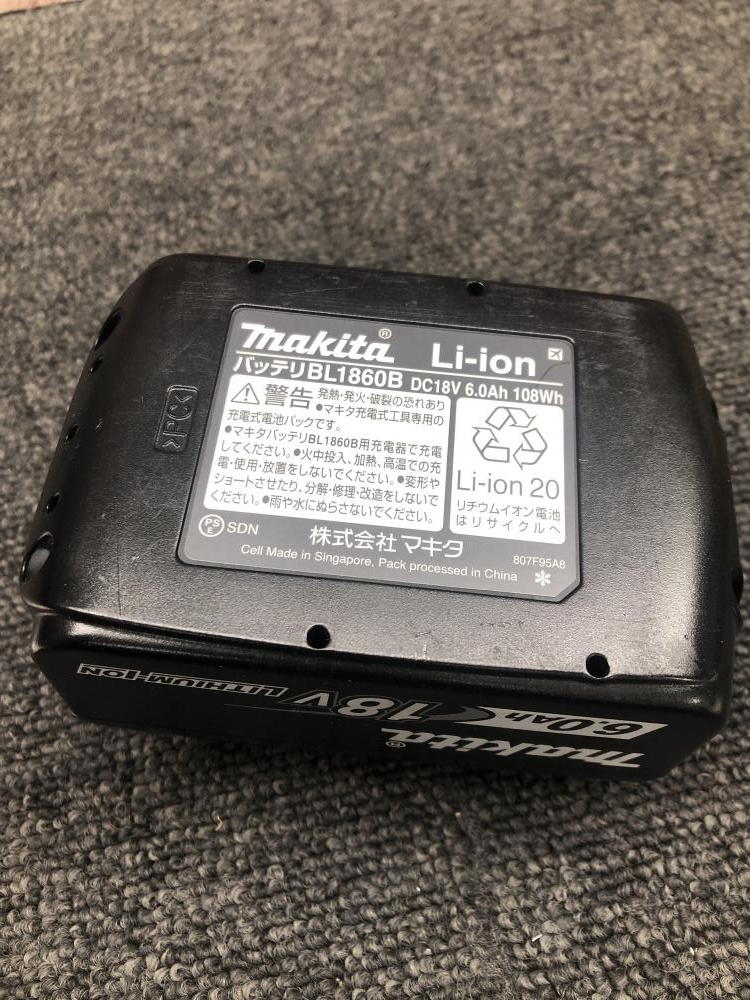 makita® Li-ion
バッテリBL1860B DC18V 6.0Ah 108Wh
警告 発熱・発火・破裂の恐れあり
●マキタ充電式工具専用の
充電式電池パックです。
●マキタバッテリBL1860B用充電器で充電
してください。●火中投入、加熱、高温での充
電・使用・放置をしないでください。●変形や
ショートさせたり、分解・修理・改造をしないで
ください。●雨や水にぬらさないでください。
Li-ion 20
リチウムイオン電池
はリサイクルへ
PSE SDN 株式会社 マキタ
Cell Made in Singapore, Pack processed in China
807F95A8
>PC<
makita®
6.0Ah 18V LITHIUM-ION